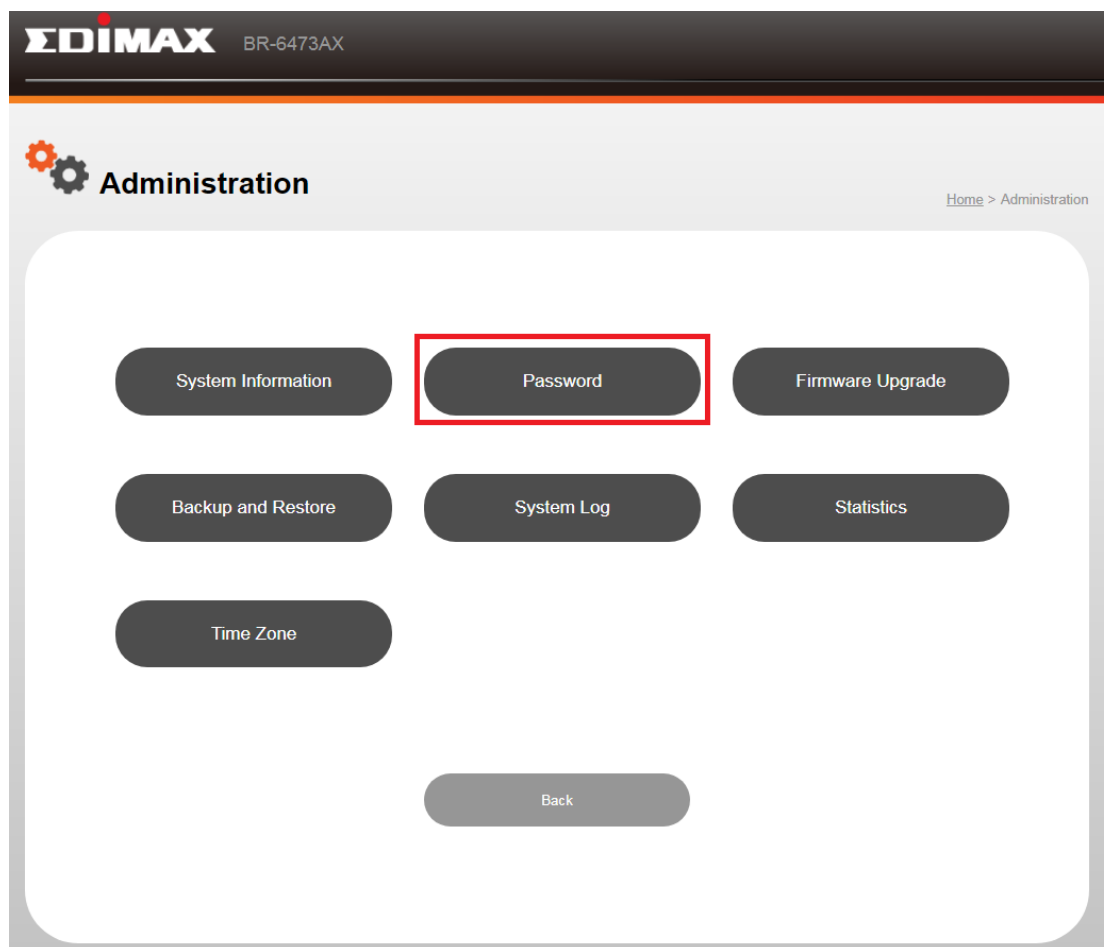 EDIMAX BR-6473AX
Administration
Home > Administration
System Information Password Firmware Upgrade
Backup and Restore System Log Statistics
Time Zone
Back